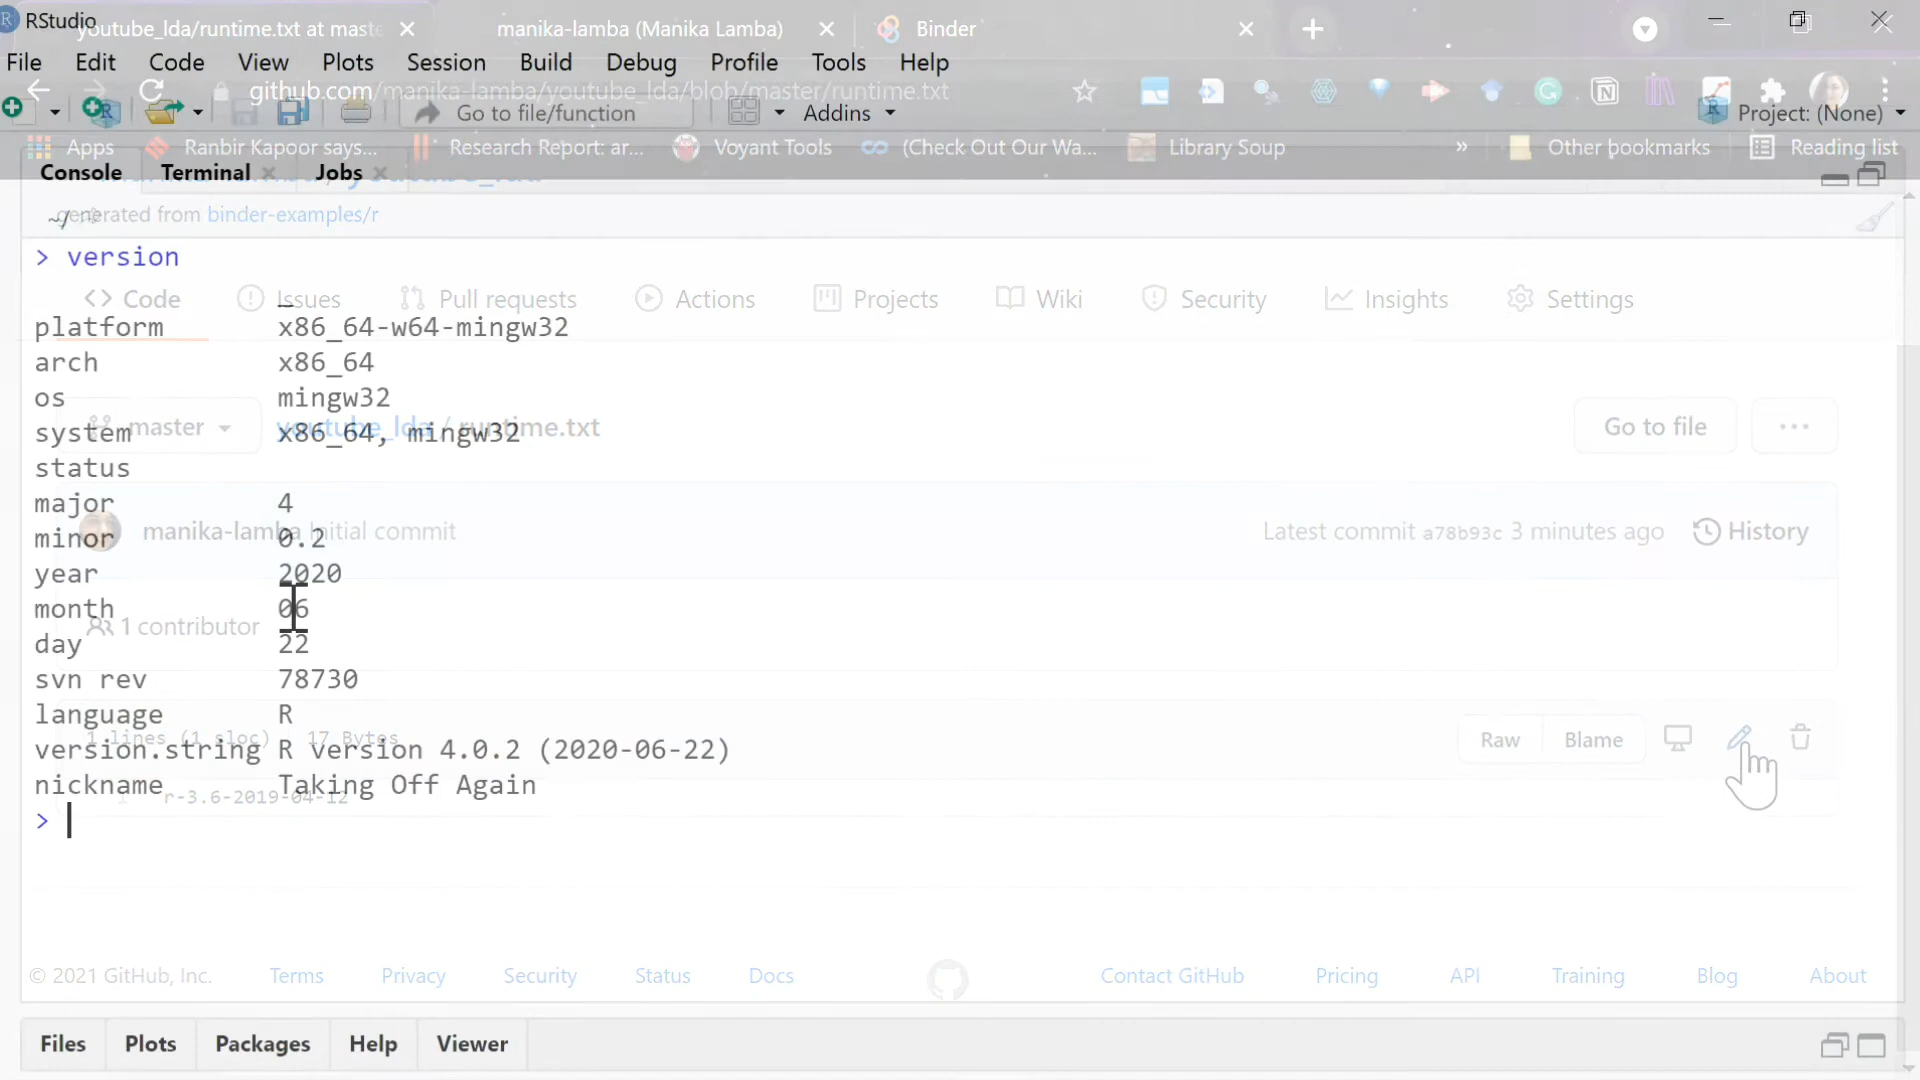 RStudio
youtube_lda/runtime.txt at maste
manika-lamba (Manika Lamba)
Binder
File Edit Code View Plots Session Build Debug Profile Tools Help
github.com/manika-lamba/youtube_lda/blob/master/runtime.txt
Go to file/function
Addins
Project: (None)
Apps
Ranbir Kapoor says...
Research Report: ar...
Voyant Tools
(Check Out Our Wa...
Library Soup
»
Other bookmarks
Reading list
Console Terminal Jobs
~/
generated from binder-examples/r
> version
Code Issues Pull requests Actions Projects Wiki Security Insights Settings
_
platform x86_64-w64-mingw32
arch x86_64
os mingw32
master
youtube_lda / runtime.txt
Go to file
...
system x86_64, mingw32
status
major 4
manika-lamba Initial commit
Latest commit a78b93c 3 minutes ago
History
minor 0.2
year 2020
month 06
1 contributor
day 22
svn rev 78730
language R
1 lines (1 sloc) 17 Bytes
Raw Blame
version.string R version 4.0.2 (2020-06-22)
nickname Taking Off Again
1 r-3.6-2019-04-12
>
© 2021 GitHub, Inc. Terms Privacy Security Status Docs Contact GitHub Pricing API Training Blog About
Files Plots Packages Help Viewer